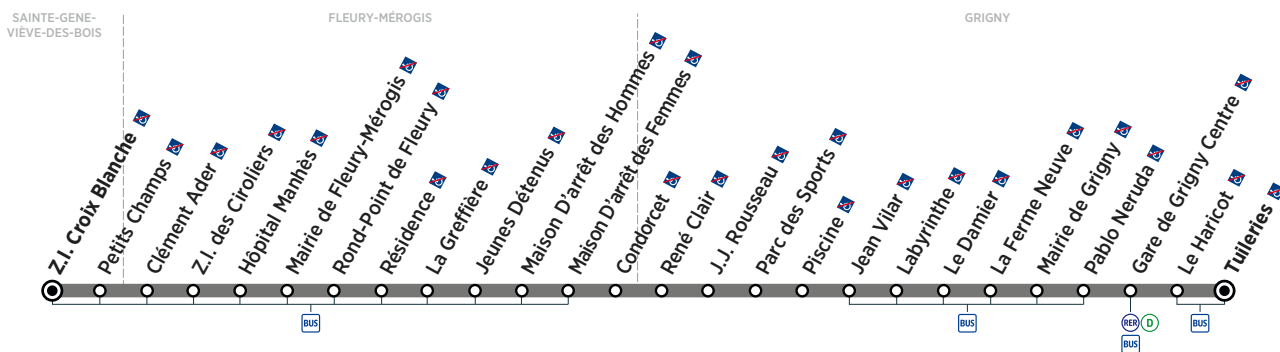 SAINTE-GENE-
VIÈVE-DES-BOIS
FLEURY-MÉROGIS
GRIGNY
Z.I. Croix Blanche
Petits Champs
Clément Ader
Z.I. des Ciroliers
Hôpital Manhès
Mairie de Fleury-Mérogis
Rond-Point de Fleury
Résidence
La Greffière
Jeunes Détenus
Maison D'arrêt des Hommes
Maison D'arrêt des Femmes
Condorcet
René Clair
J.J. Rousseau
Parc des Sports
Piscine
Jean Vilar
Labyrinthe
Le Damier
La Ferme Neuve
Mairie de Grigny
Pablo Neruda
Gare de Grigny Centre
Le Haricot
Tuileries
BUS
BUS
RER D
BUS
BUS